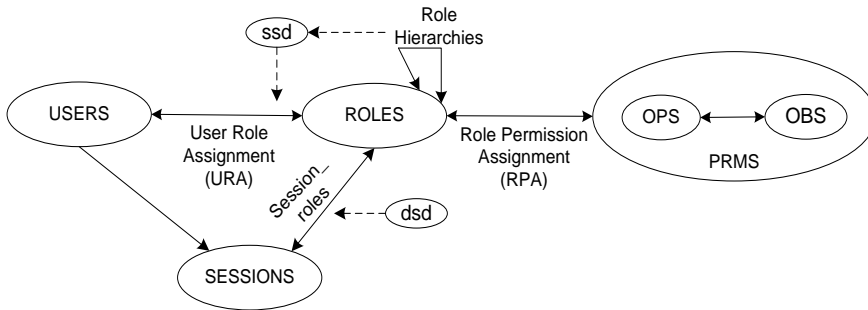 ssd
Role
Hierarchies
USERS
ROLES
OPS
OBS
PRMS
User Role
Assignment
(URA)
Role Permission
Assignment
(RPA)
Session_
roles
dsd
SESSIONS